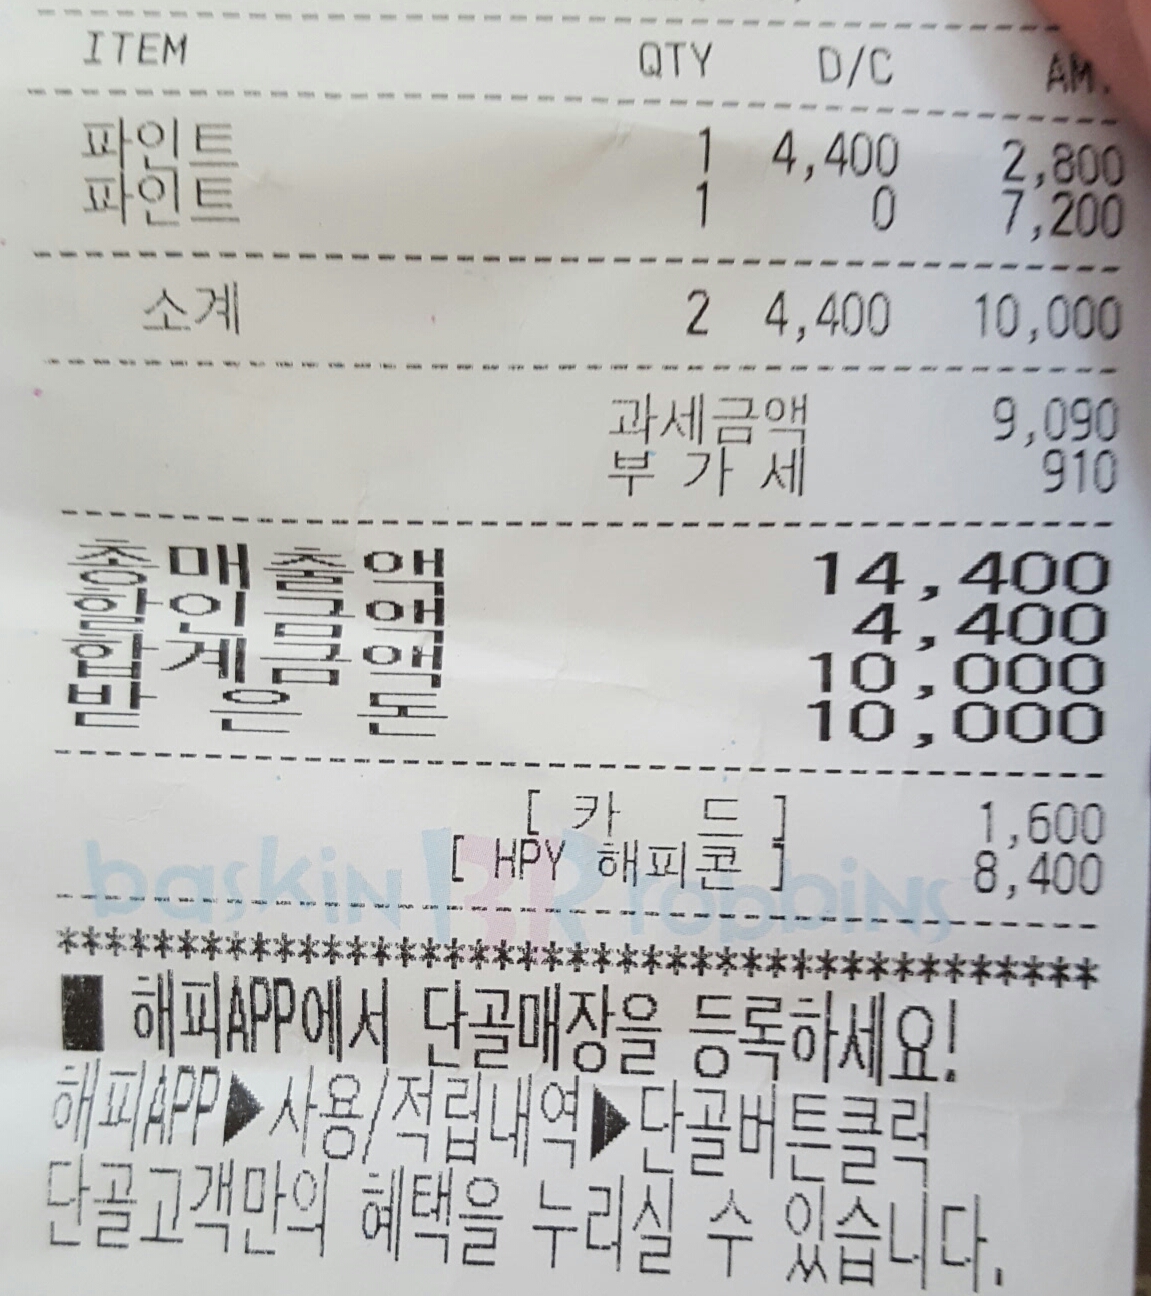 ITEM QTY D/C AM.
파인트 1 4,400 2,800
파인트 1 0 7,200
소계 2 4,400 10,000
과세금액 9,090
부 가 세 910
총매출액 14,400
할인금액 4,400
합계금액 10,000
받 은 돈 10,000
[ 카 드 ] 1,600
[ HPY 해피콘 ] 8,400
baskin BR robbins
*******************************************
■ 해피APP에서 단골매장을 등록하세요!
해피APP▶사용/적립내역▶단골버튼클릭
단골고객만의 혜택을 누리실 수 있습니다.